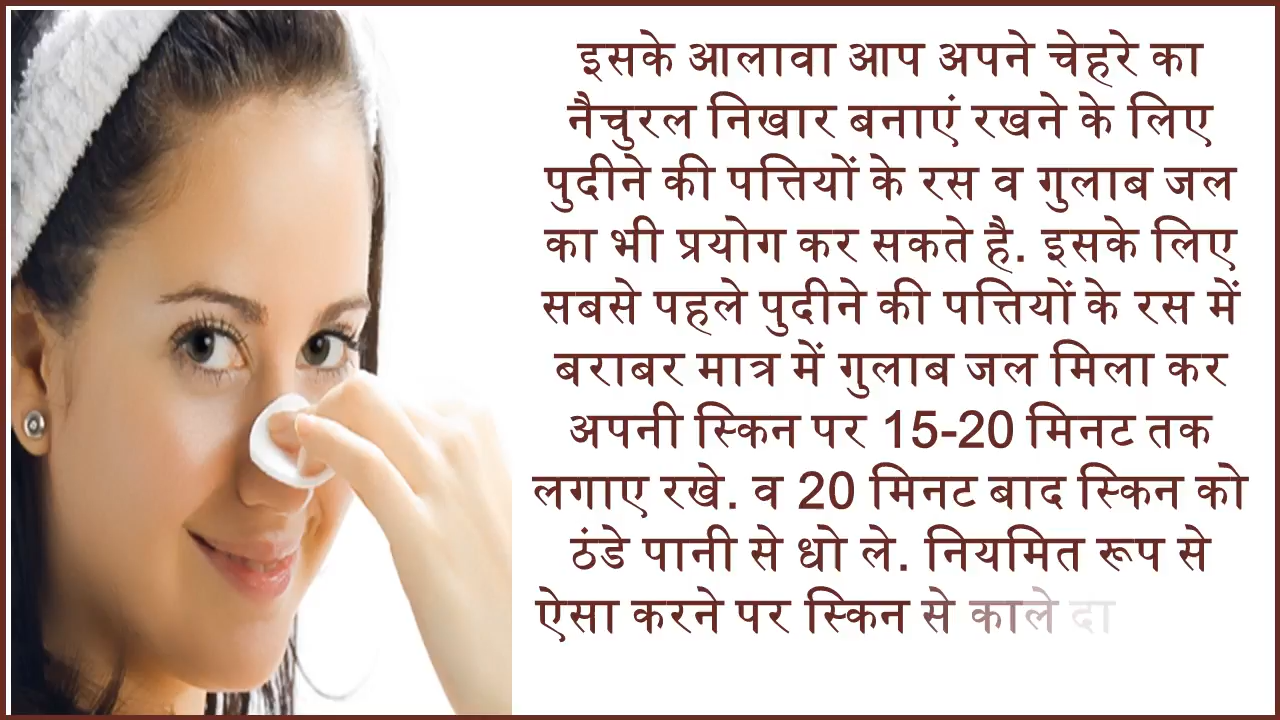 इसके आलावा आप अपने चेहरे का
नैचुरल निखार बनाएं रखने के लिए
पुदीने की पत्तियों के रस व गुलाब जल
का भी प्रयोग कर सकते है. इसके लिए
सबसे पहले पुदीने की पत्तियों के रस में
बराबर मात्र में गुलाब जल मिला कर
अपनी स्किन पर 15-20 मिनट तक
लगाए रखे. व 20 मिनट बाद स्किन को
ठंडे पानी से धो ले. नियमित रूप से
ऐसा करने पर स्किन से काले दा